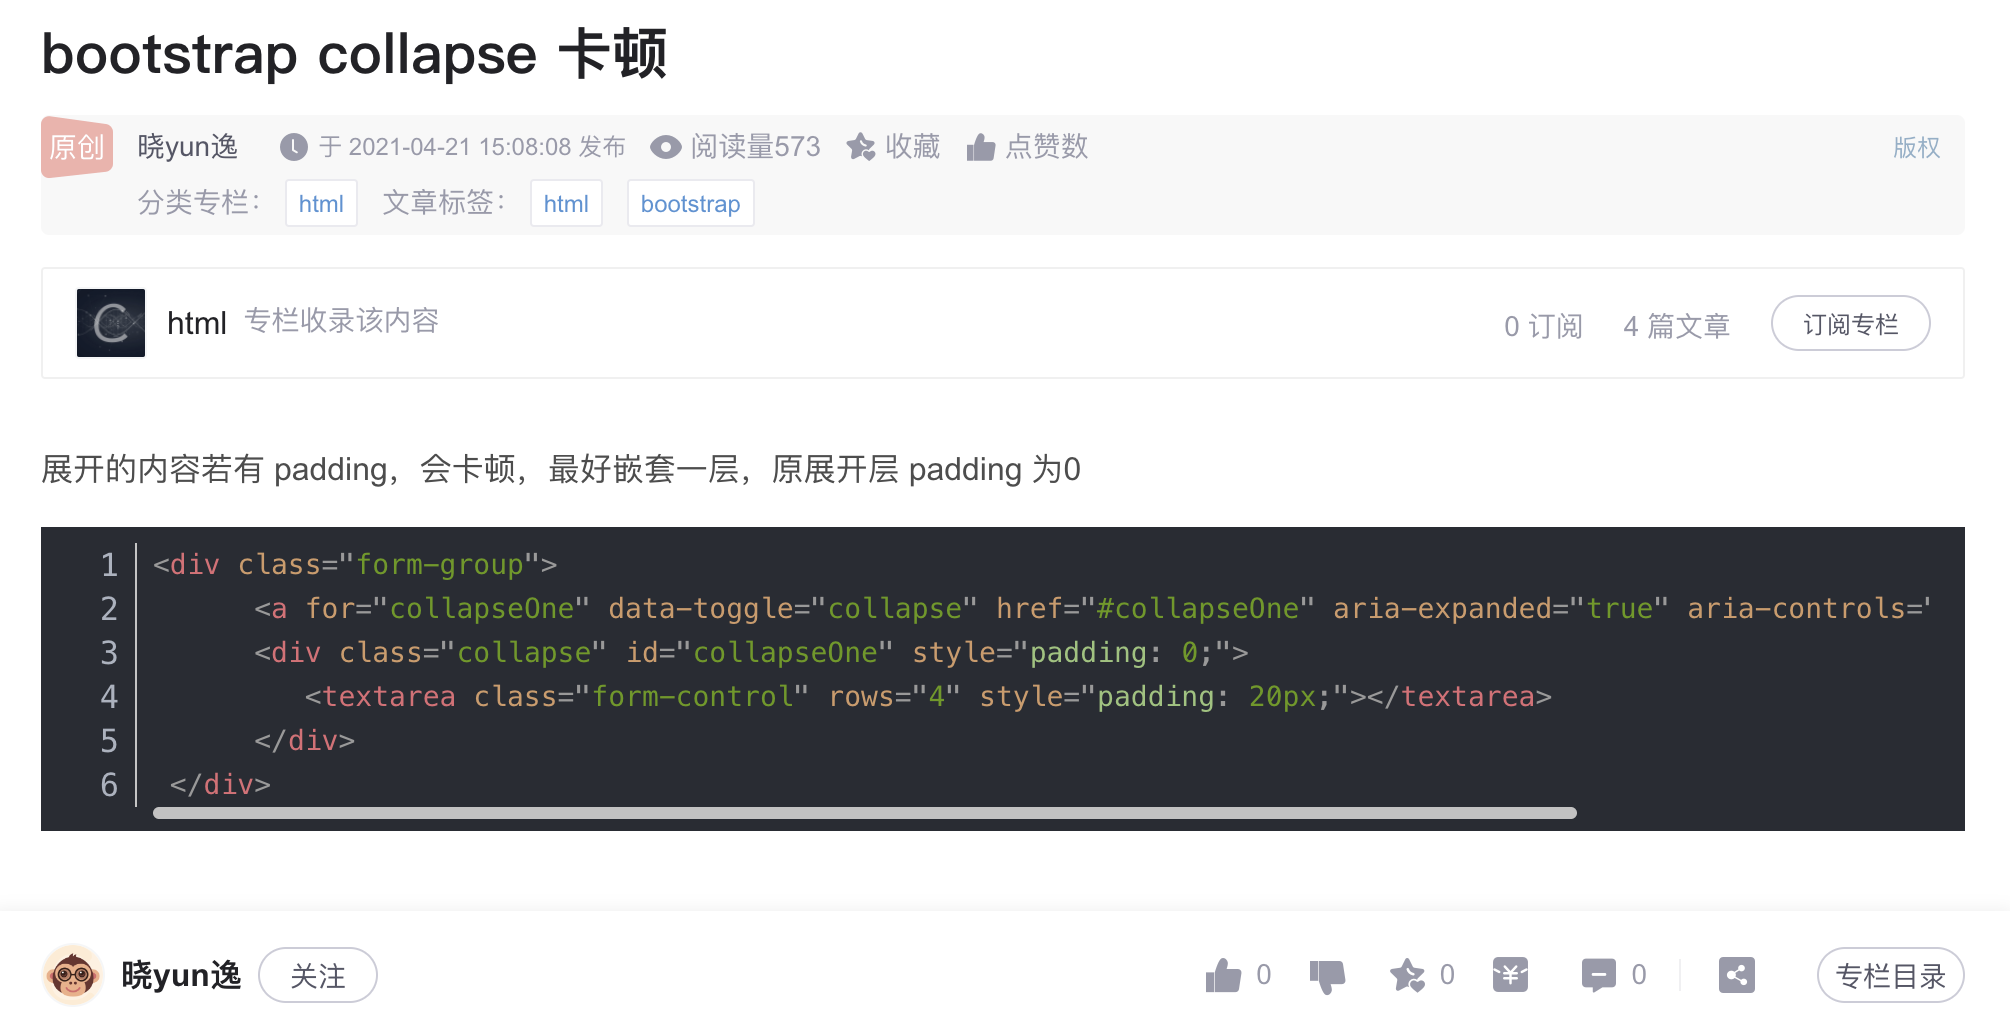 bootstrap collapse 卡顿
原创 晓yun逸 于 2021-04-21 15:08:08 发布 阅读量573 收藏 点赞数 版权
分类专栏： html 文章标签： html bootstrap
html 专栏收录该内容 0 订阅 4 篇文章 订阅专栏
展开的内容若有 padding，会卡顿，最好嵌套一层，原展开层 padding 为0
1 <div class="form-group">
2 <a for="collapseOne" data-toggle="collapse" href="#collapseOne" aria-expanded="true" aria-controls='
3 <div class="collapse" id="collapseOne" style="padding: 0;">
4 <textarea class="form-control" rows="4" style="padding: 20px;"></textarea>
5 </div>
6 </div>
晓yun逸 关注 0 0 0 专栏目录